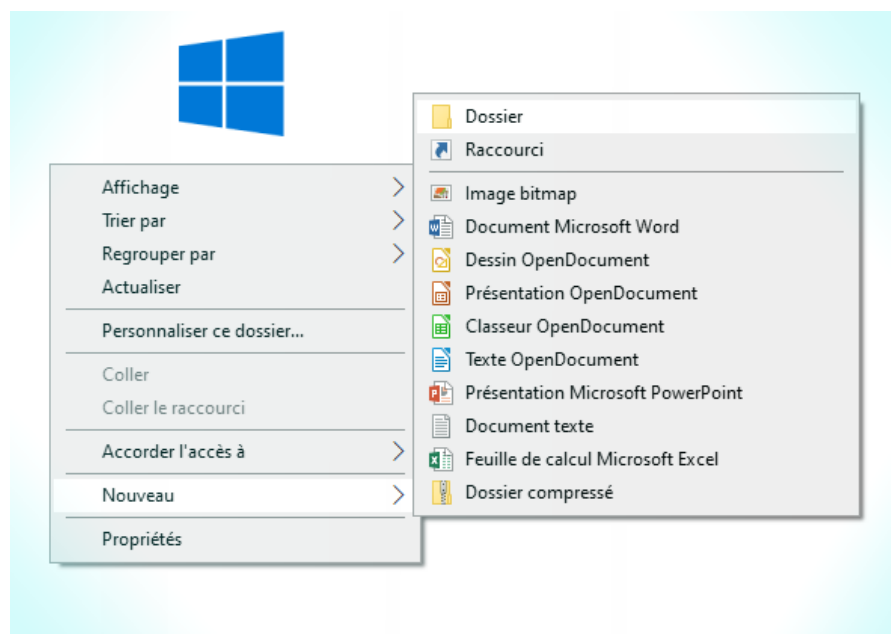 Affichage
Trier par
Regrouper par
Actualiser
Personnaliser ce dossier...
Coller
Coller le raccourci
Accorder l'accès à
Nouveau
Propriétés
Dossier
Raccourci
Image bitmap
Document Microsoft Word
Dessin OpenDocument
Présentation OpenDocument
Classeur OpenDocument
Texte OpenDocument
Présentation Microsoft PowerPoint
Document texte
Feuille de calcul Microsoft Excel
Dossier compressé